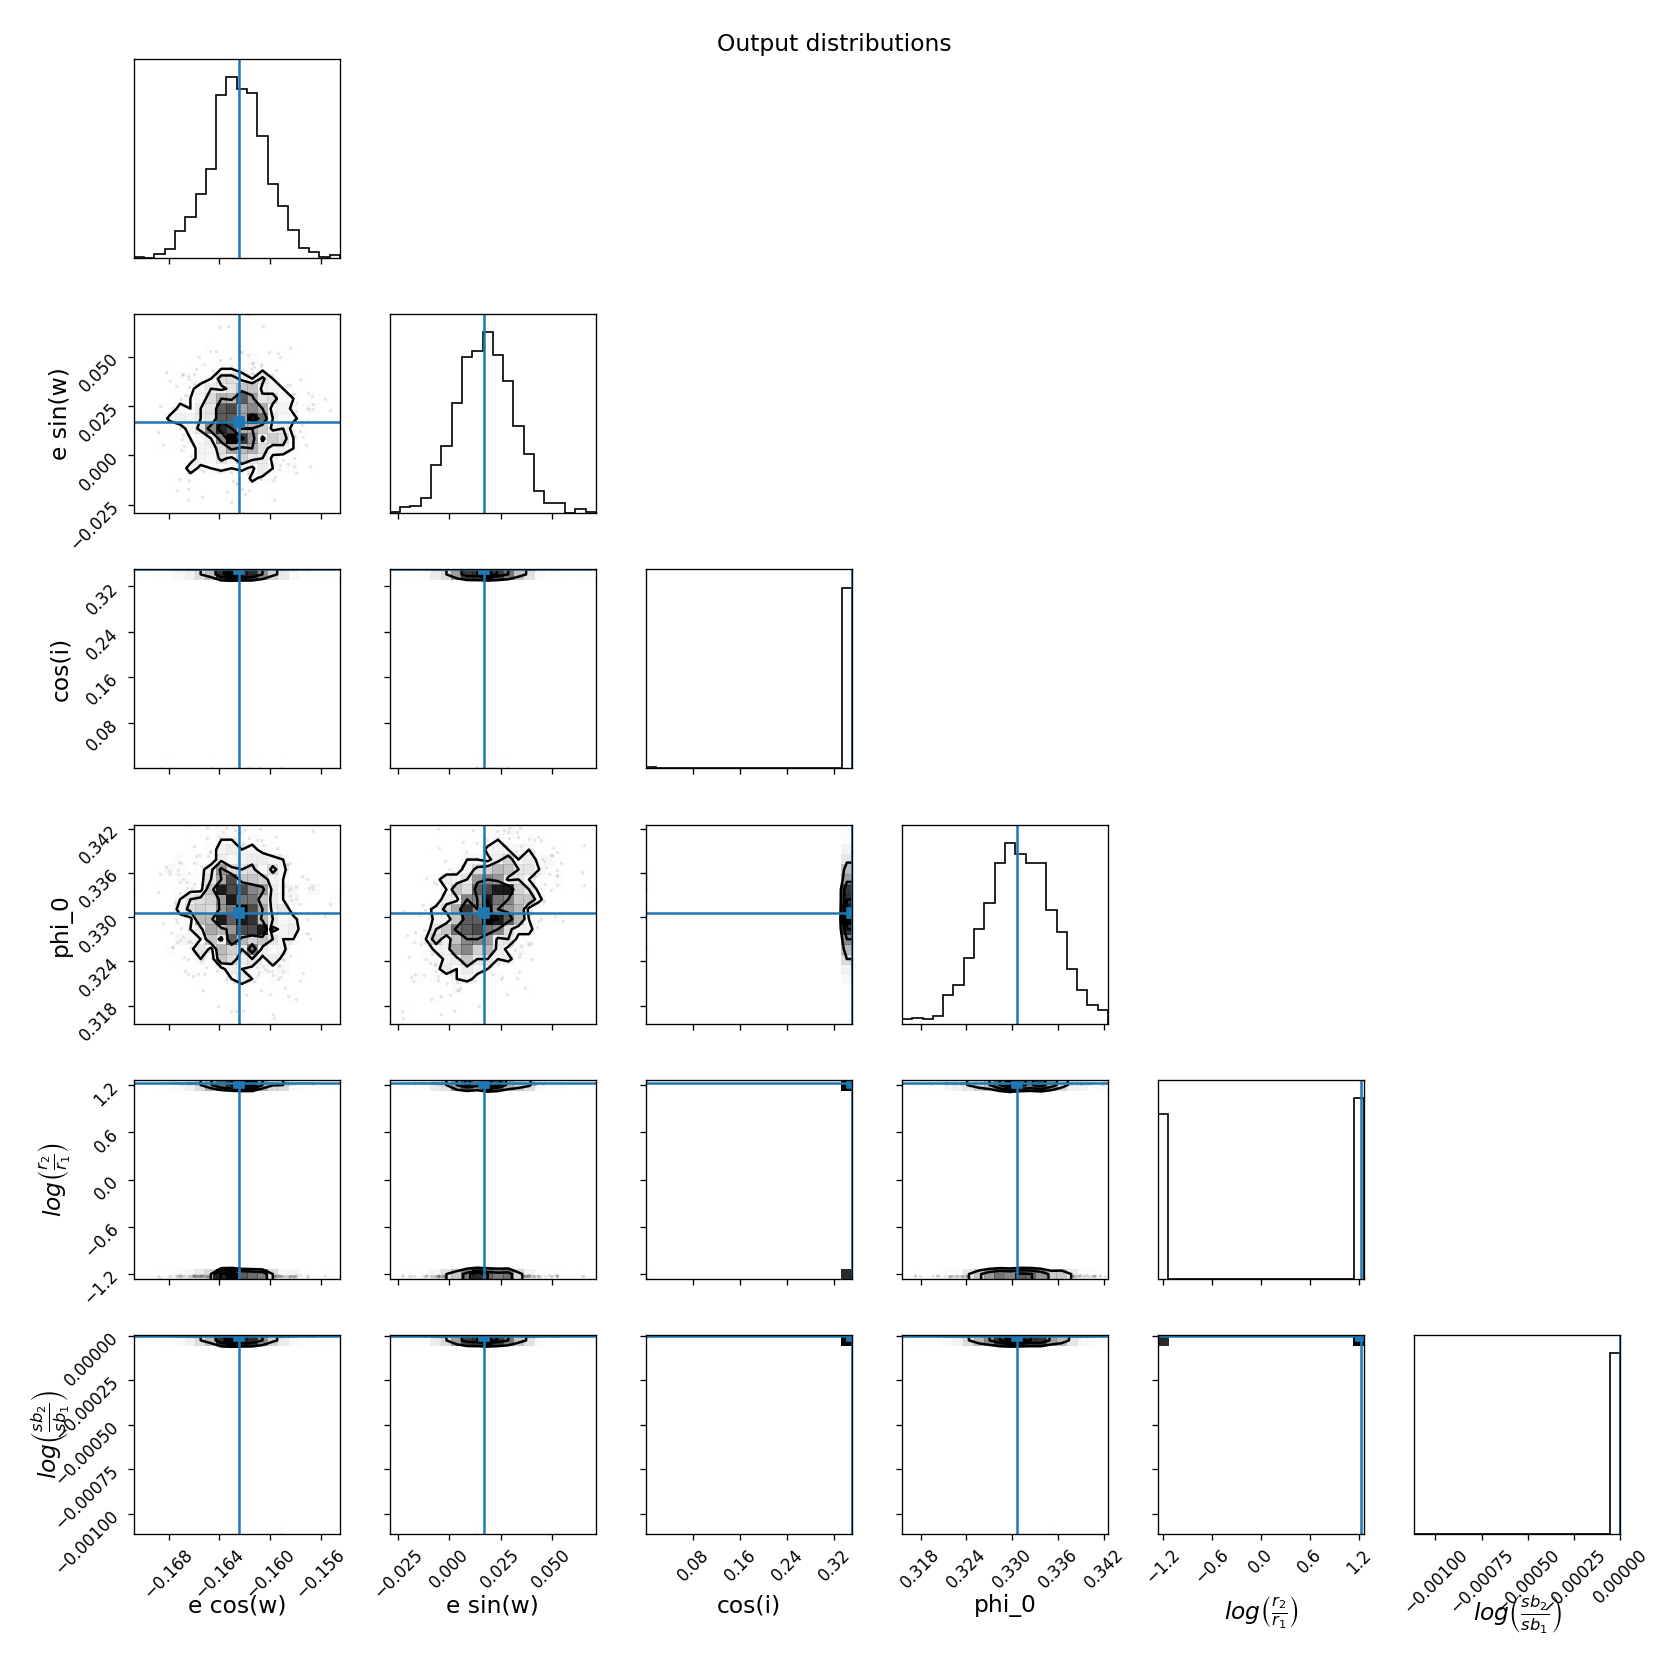 Output distributions
e sin(w)
0.050
0.025
0.000
−0.025
cos(i)
0.32
0.24
0.16
0.08
phi_0
0.342
0.336
0.330
0.324
0.318
log(r₂/r₁)
1.2
0.6
0.0
−0.6
−1.2
log(sb₂/sb₁)
0.00000
−0.00025
−0.00050
−0.00075
−0.00100
−0.168 −0.164 −0.160 −0.156
e cos(w)
−0.025 0.000 0.025 0.050
e sin(w)
0.08 0.16 0.24 0.32
cos(i)
0.318 0.324 0.330 0.336 0.342
phi_0
−1.2 −0.6 0.0 0.6 1.2
log(r₂/r₁)
−0.00100 −0.00075 −0.00050 −0.00025 0.00000
log(sb₂/sb₁)